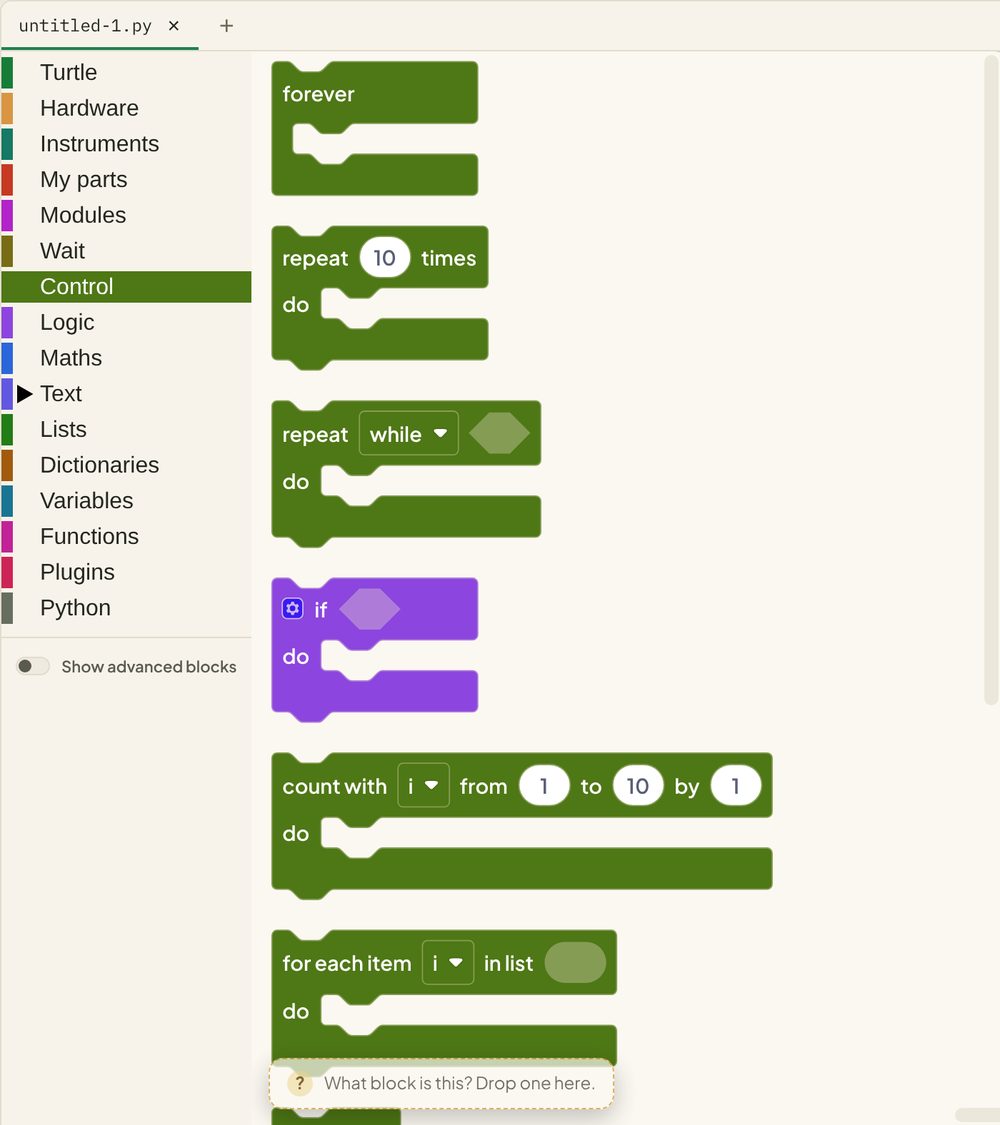 untitled-1.py × +
Turtle
Hardware
Instruments
My parts
Modules
Wait
Control
Logic
Maths
Text
Lists
Dictionaries
Variables
Functions
Plugins
Python
Show advanced blocks
forever
repeat 10 times
do
repeat while
do
if
do
count with i from 1 to 10 by 1
do
for each item i in list
do
? What block is this? Drop one here.